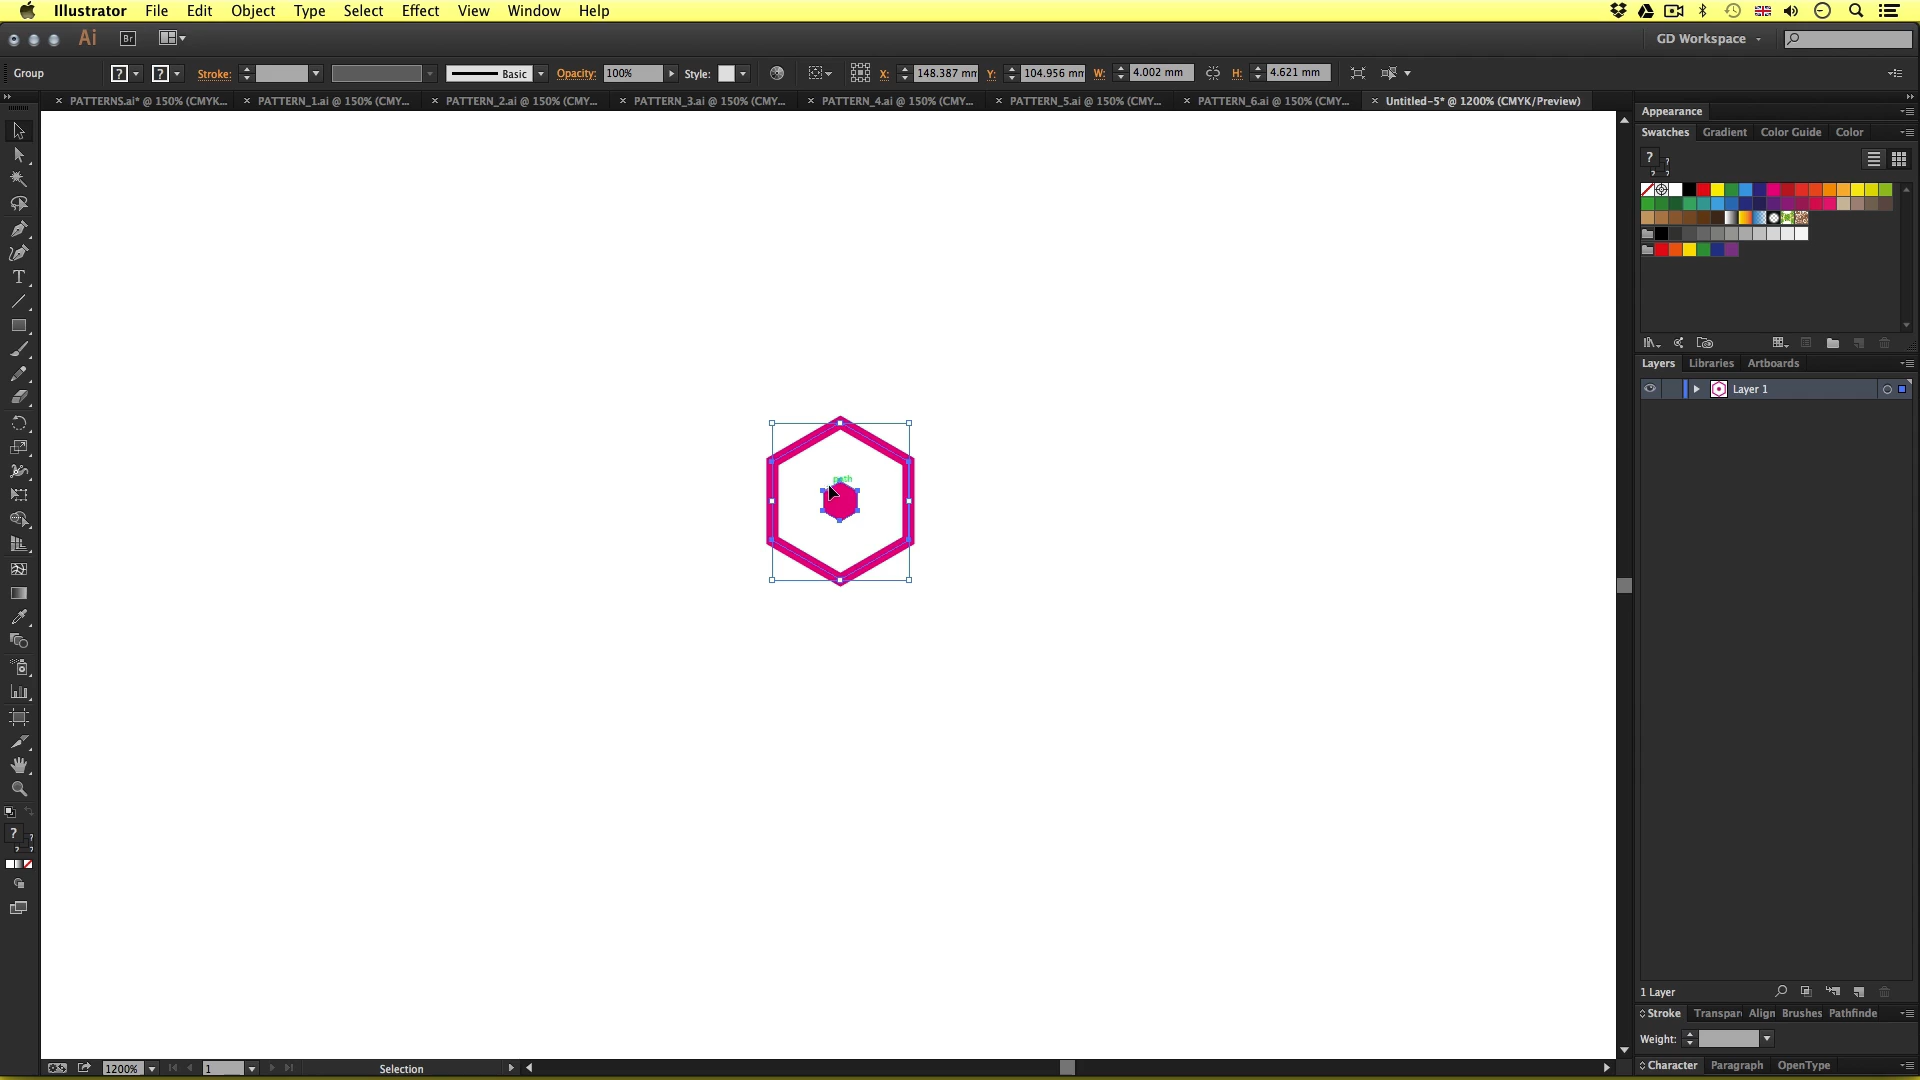 Illustrator File Edit Object Type Select Effect View Window Help
Ai Br GD Workspace
Group ? ? Stroke: Basic Opacity: 100% Style: X: 148.387 mm Y: 104.956 mm W: 4.002 mm H: 4.621 mm
PATTERNS.ai* @ 150% (CMYK... PATTERN_1.ai @ 150% (CMY... PATTERN_2.ai @ 150% (CMY... PATTERN_3.ai @ 150% (CMY... PATTERN_4.ai @ 150% (CMY... PATTERN_5.ai @ 150% (CMY... PATTERN_6.ai @ 150% (CMY... Untitled-5* @ 1200% (CMYK/Preview)
Appearance
Swatches Gradient Color Guide Color
?
?
T
Layers Libraries Artboards
Layer 1
path
?
?
?
1 Layer
Stroke Transpar Align Brushes Pathfinde
Weight:
Character Paragraph OpenType
1200% 1 Selection